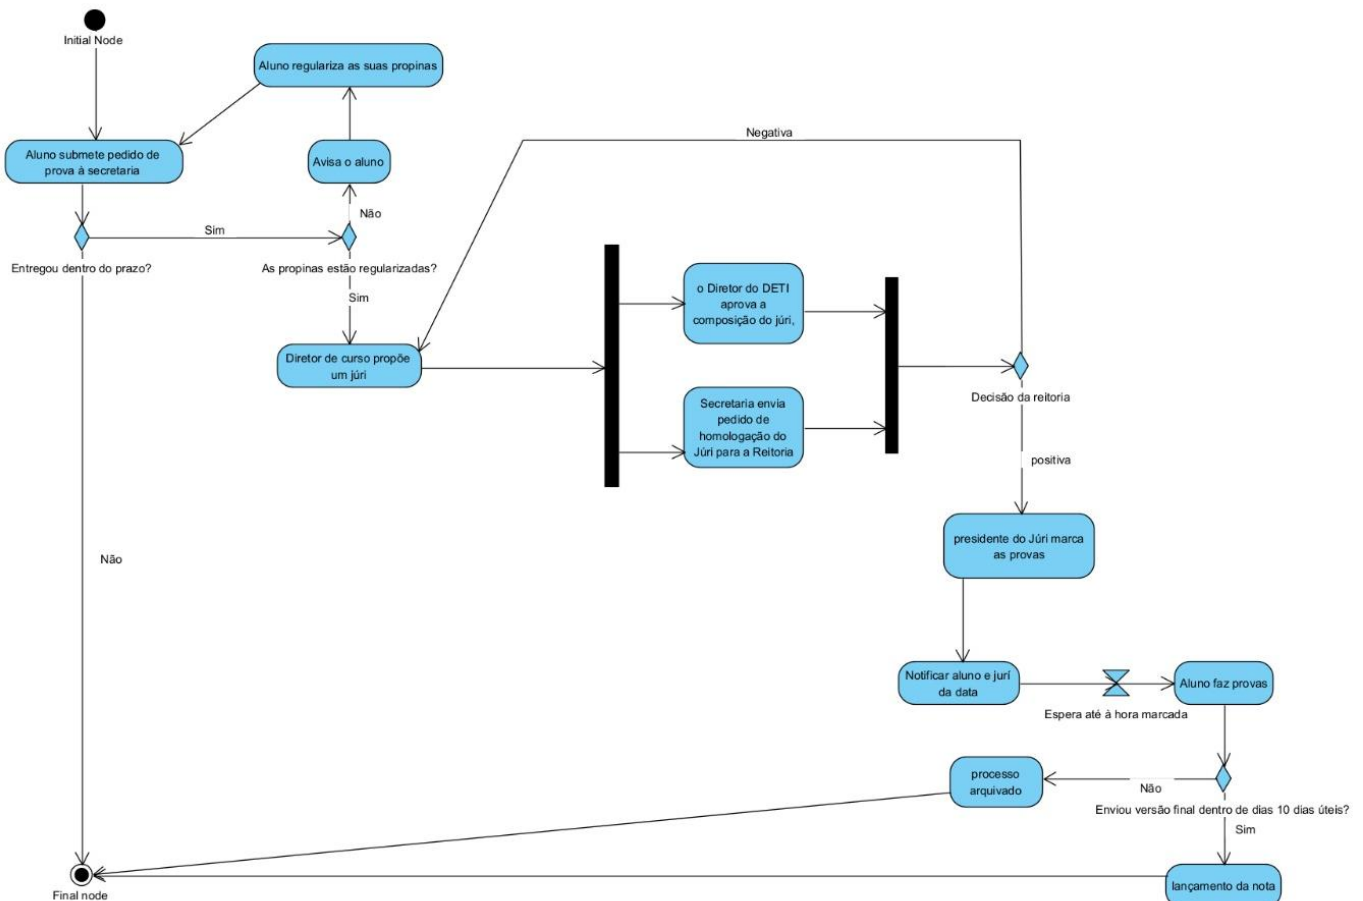 Initial Node
Aluno regulariza as suas propinas
Aluno submete pedido de
prova à secretaria
Avisa o aluno
Negativa
Não
Sim
Entregou dentro do prazo?
As propinas estão regularizadas?
Sim
o Diretor do DETI
aprova a
composição do júri,
Diretor de curso propõe
um júri
Secretaria envia
pedido de
homologação do
Júri para a Reitoria
Decisão da reitoria
positiva
Não
presidente do Júri marca
as provas
Notificar aluno e jurí
da data
Espera até à hora marcada
Aluno faz provas
processo
arquivado
Não
Enviou versão final dentro de dias 10 dias úteis?
Sim
lançamento da nota
Final node